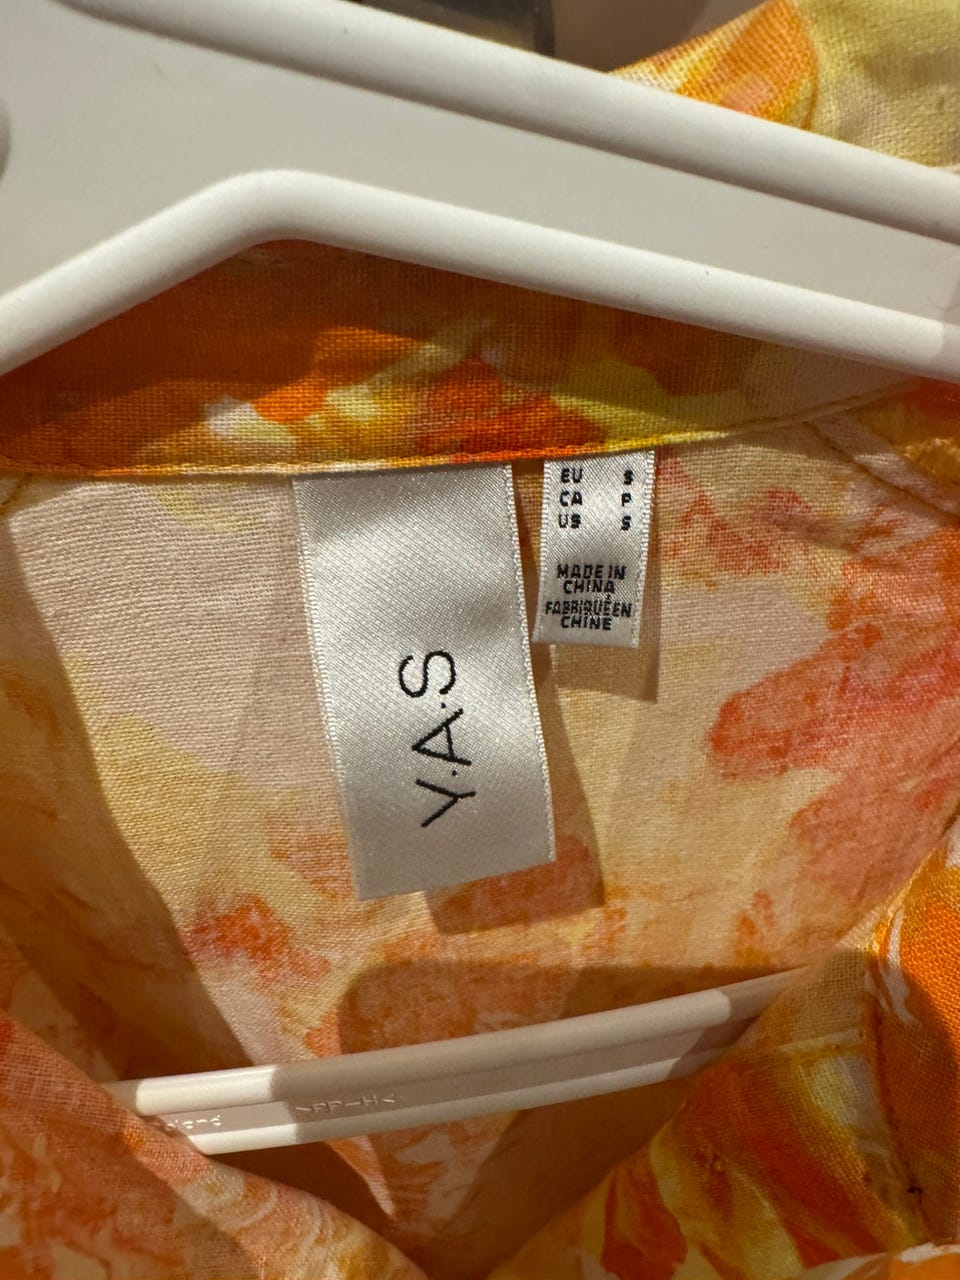 Y.A.S
EU S
CA P
US S
MADE IN
CHINA
FABRIQUÉ EN
CHINE